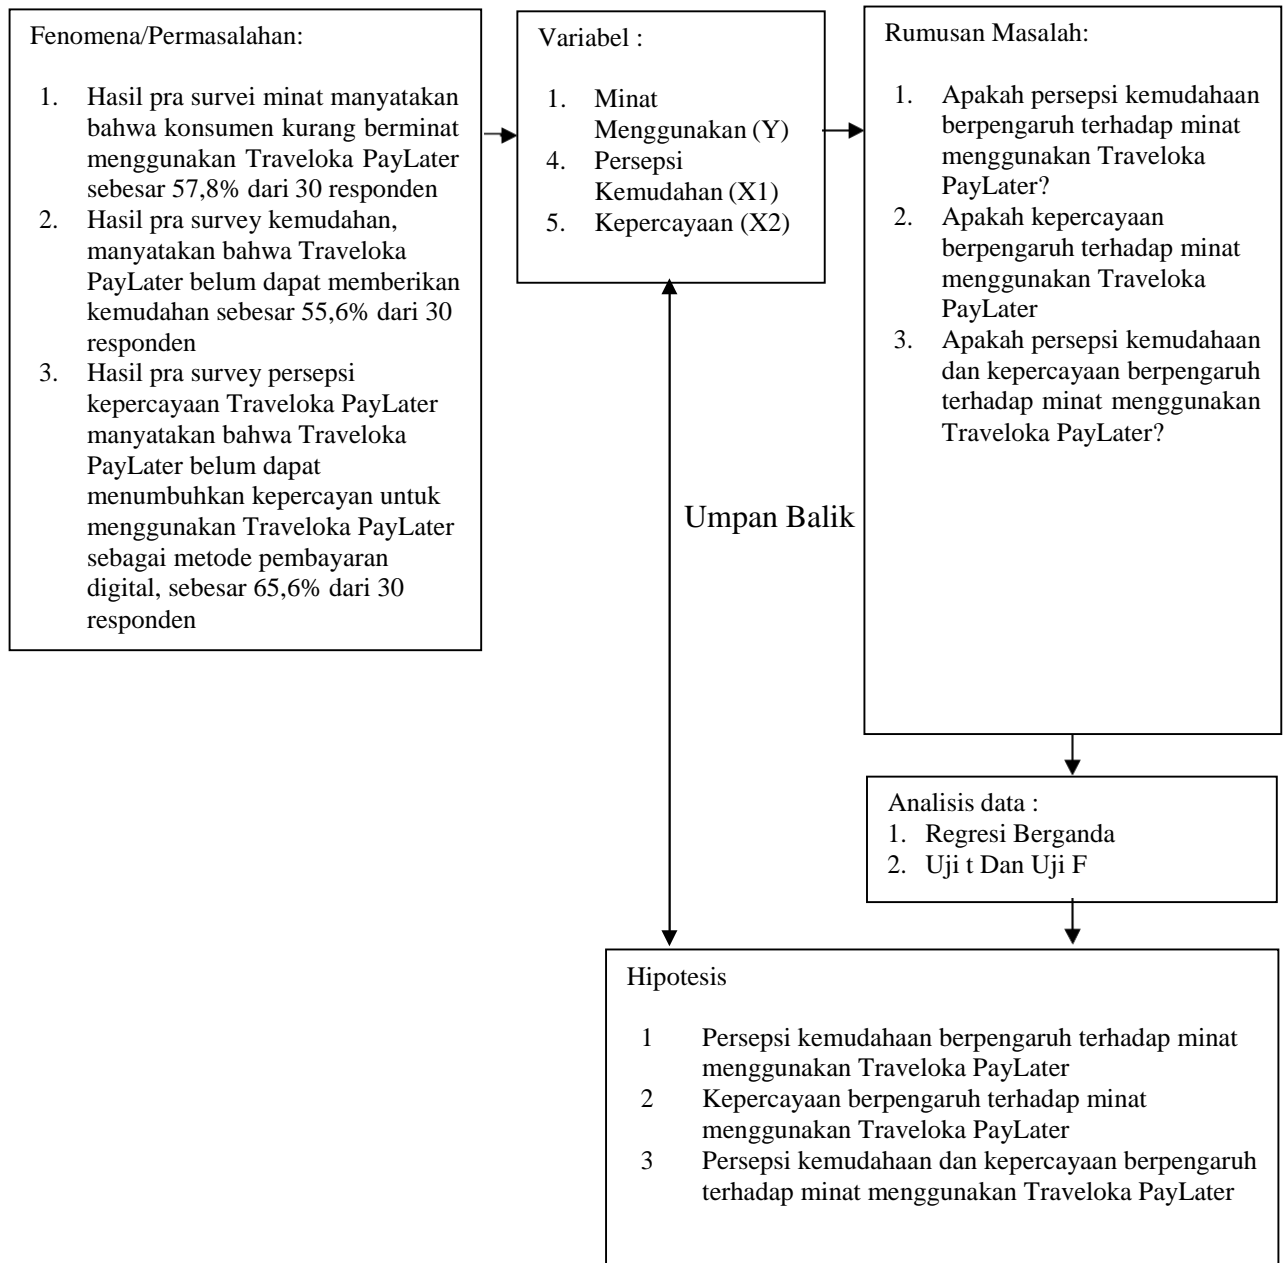 Fenomena/Permasalahan:
1. Hasil pra survei minat manyatakan
bahwa konsumen kurang berminat
menggunakan Traveloka PayLater
sebesar 57,8% dari 30 responden
2. Hasil pra survey kemudahan,
manyatakan bahwa Traveloka
PayLater belum dapat memberikan
kemudahan sebesar 55,6% dari 30
responden
3. Hasil pra survey persepsi
kepercayaan Traveloka PayLater
manyatakan bahwa Traveloka
PayLater belum dapat
menumbuhkan kepercayan untuk
menggunakan Traveloka PayLater
sebagai metode pembayaran
digital, sebesar 65,6% dari 30
responden
Variabel :
1. Minat
Menggunakan (Y)
4. Persepsi
Kemudahan (X1)
5. Kepercayaan (X2)
Rumusan Masalah:
1. Apakah persepsi kemudahaan
berpengaruh terhadap minat
menggunakan Traveloka
PayLater?
2. Apakah kepercayaan
berpengaruh terhadap minat
menggunakan Traveloka
PayLater
3. Apakah persepsi kemudahaan
dan kepercayaan berpengaruh
terhadap minat menggunakan
Traveloka PayLater?
Umpan Balik
Analisis data :
1. Regresi Berganda
2. Uji t Dan Uji F
Hipotesis
1 Persepsi kemudahaan berpengaruh terhadap minat
menggunakan Traveloka PayLater
2 Kepercayaan berpengaruh terhadap minat
menggunakan Traveloka PayLater
3 Persepsi kemudahaan dan kepercayaan berpengaruh
terhadap minat menggunakan Traveloka PayLater